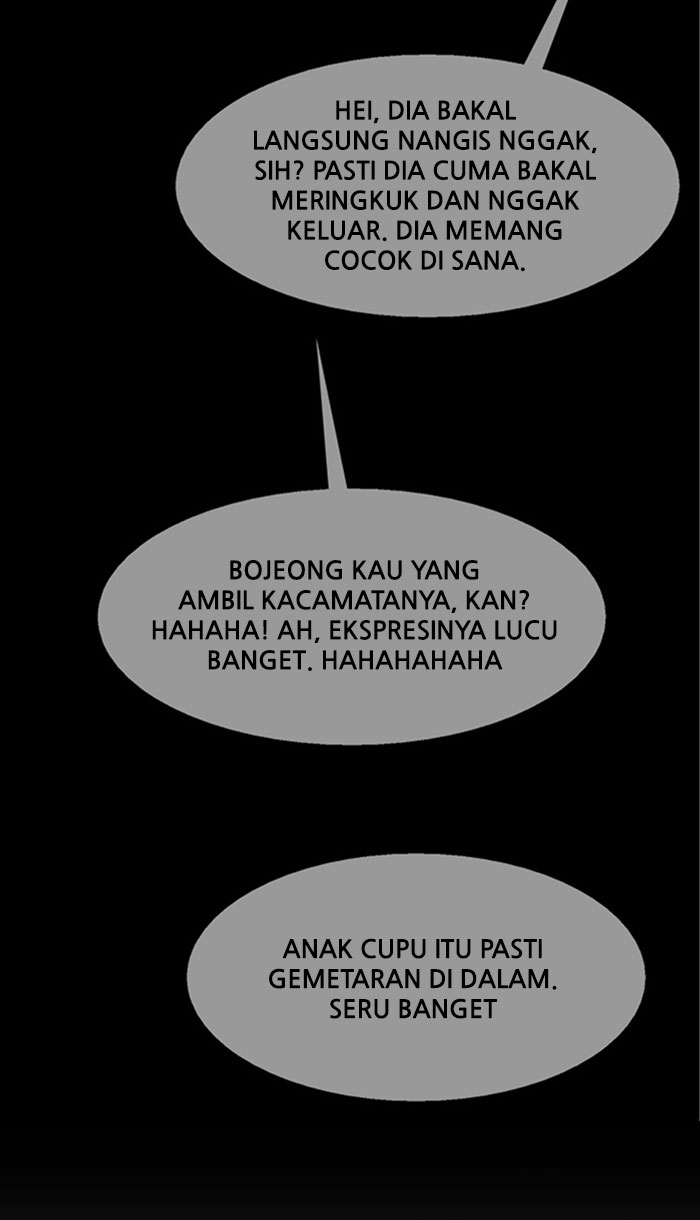 HEI, DIA BAKAL
LANGSUNG NANGIS NGGAK,
SIH? PASTI DIA CUMA BAKAL
MERINGKUK DAN NGGAK
KELUAR. DIA MEMANG
COCOK DI SANA.
BOJEONG KAU YANG
AMBIL KACAMATANYA, KAN?
HAHAHA! AH, EKSPRESINYA LUCU
BANGET. HAHAHAHAHA
ANAK CUPU ITU PASTI
GEMETARAN DI DALAM.
SERU BANGET